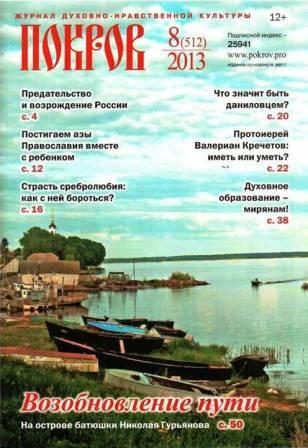 ЖУРНАЛ ДУХОВНО-НРАВСТВЕННОЙ КУЛЬТУРЫ
12+
ПОКРОВ
8(512)
2013
Подписной индекс –
25941
www.pokrov.pro
Предательство
и возрождение России
с. 4
Постигаем азы
Православия вместе
с ребенком
с. 12
Страсть сребролюбия:
как с ней бороться?
с. 16
Что значит быть
даниловцем?
с. 20
Протоиерей
Валериан Кречетов:
иметь или уметь?
с. 22
Духовное
образование –
мирянам!
с. 38
Возобновление пути
На острове батюшки Николая Гурьянова с. 50